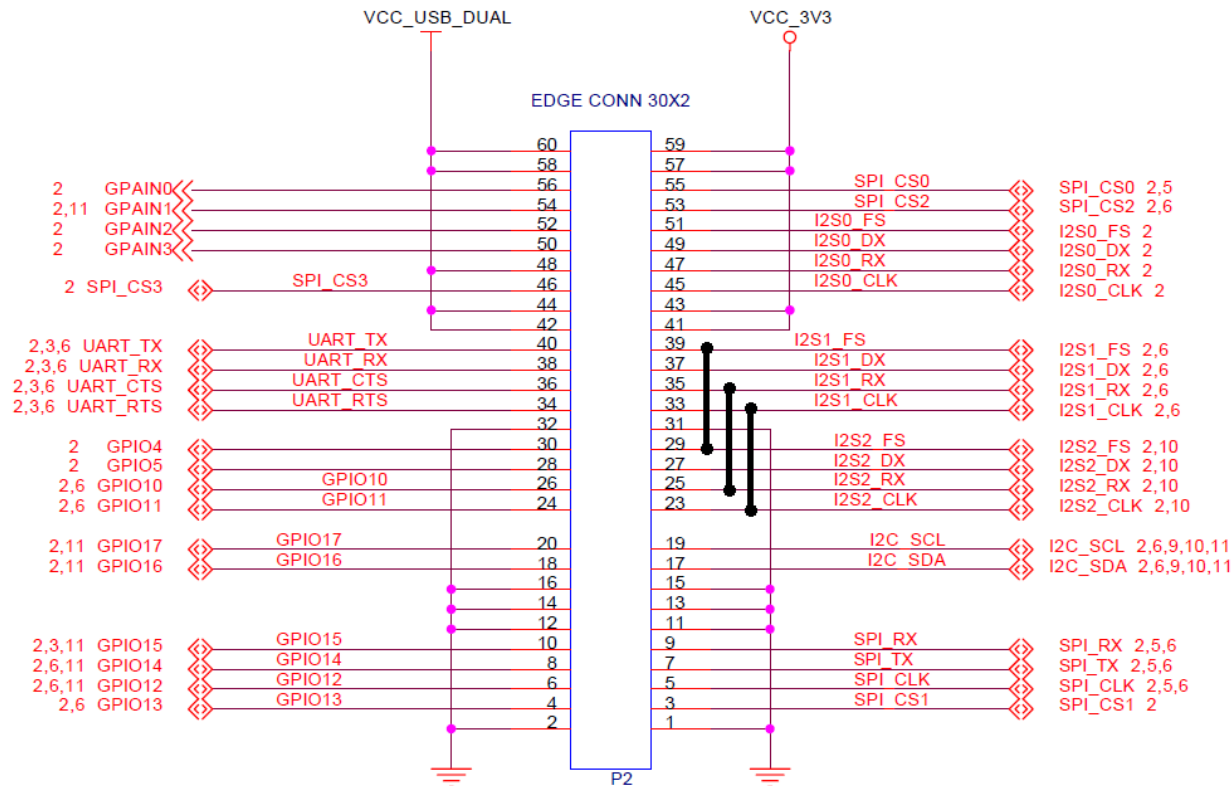 VCC_USB_DUAL VCC_3V3
EDGE CONN 30X2
60 59
58 57
2 GPAIN0 56 55 SPI_CS0 SPI_CS0 2,5
2,11 GPAIN1 54 53 SPI_CS2 SPI_CS2 2,6
2 GPAIN2 52 51 I2S0_FS I2S0_FS 2
2 GPAIN3 50 49 I2S0_DX I2S0_DX 2
48 47 I2S0_RX I2S0_RX 2
2 SPI_CS3 SPI_CS3 46 45 I2S0_CLK I2S0_CLK 2
44 43
42 41
2,3,6 UART_TX UART_TX 40 39 I2S1_FS I2S1_FS 2,6
2,3,6 UART_RX UART_RX 38 37 I2S1_DX I2S1_DX 2,6
2,3,6 UART_CTS UART_CTS 36 35 I2S1_RX I2S1_RX 2,6
2,3,6 UART_RTS UART_RTS 34 33 I2S1_CLK I2S1_CLK 2,6
32 31
2 GPIO4 30 29 I2S2_FS I2S2_FS 2,10
2 GPIO5 28 27 I2S2_DX I2S2_DX 2,10
2,6 GPIO10 GPIO10 26 25 I2S2_RX I2S2_RX 2,10
2,6 GPIO11 GPIO11 24 23 I2S2_CLK I2S2_CLK 2,10
2,11 GPIO17 GPIO17 20 19 I2C_SCL I2C_SCL 2,6,9,10,11
2,11 GPIO16 GPIO16 18 17 I2C_SDA I2C_SDA 2,6,9,10,11
16 15
14 13
12 11
2,3,11 GPIO15 GPIO15 10 9 SPI_RX SPI_RX 2,5,6
2,6,11 GPIO14 GPIO14 8 7 SPI_TX SPI_TX 2,5,6
2,6,11 GPIO12 GPIO12 6 5 SPI_CLK SPI_CLK 2,5,6
2,6 GPIO13 GPIO13 4 3 SPI_CS1 SPI_CS1 2
2 1
P2